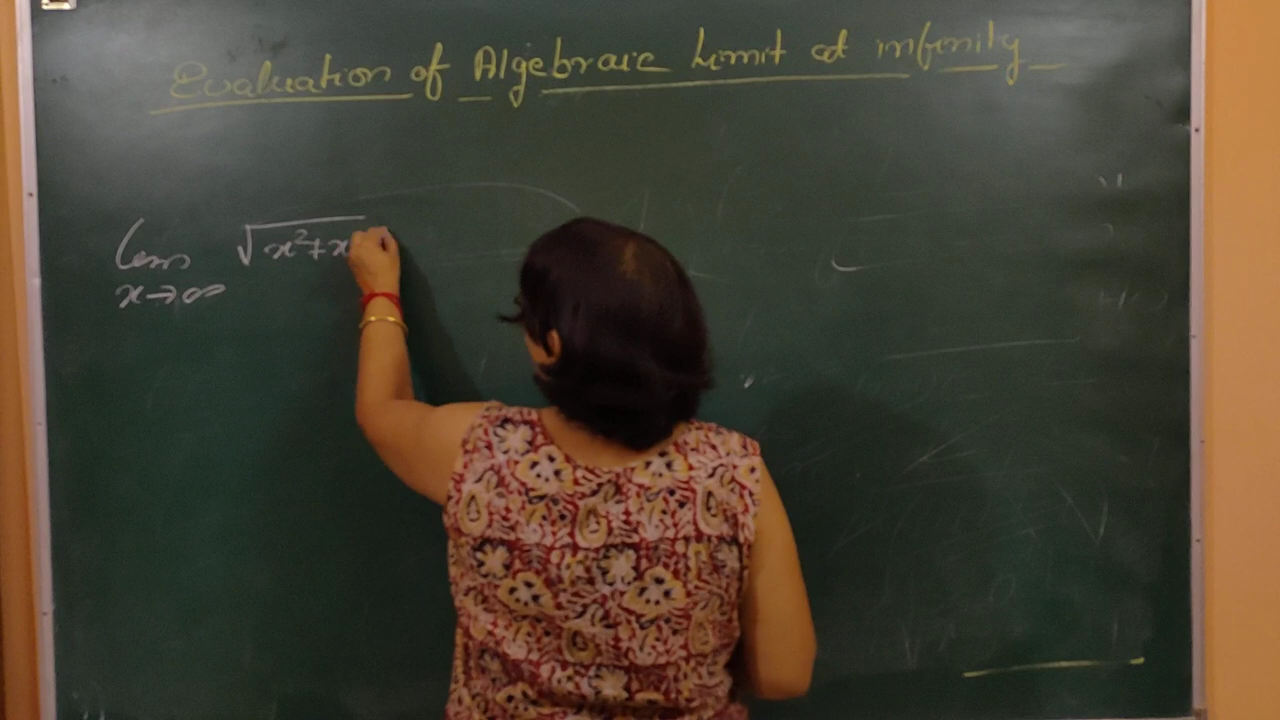 Evaluation of Algebraic Limit at infinity
lim √x²+x
x→∞